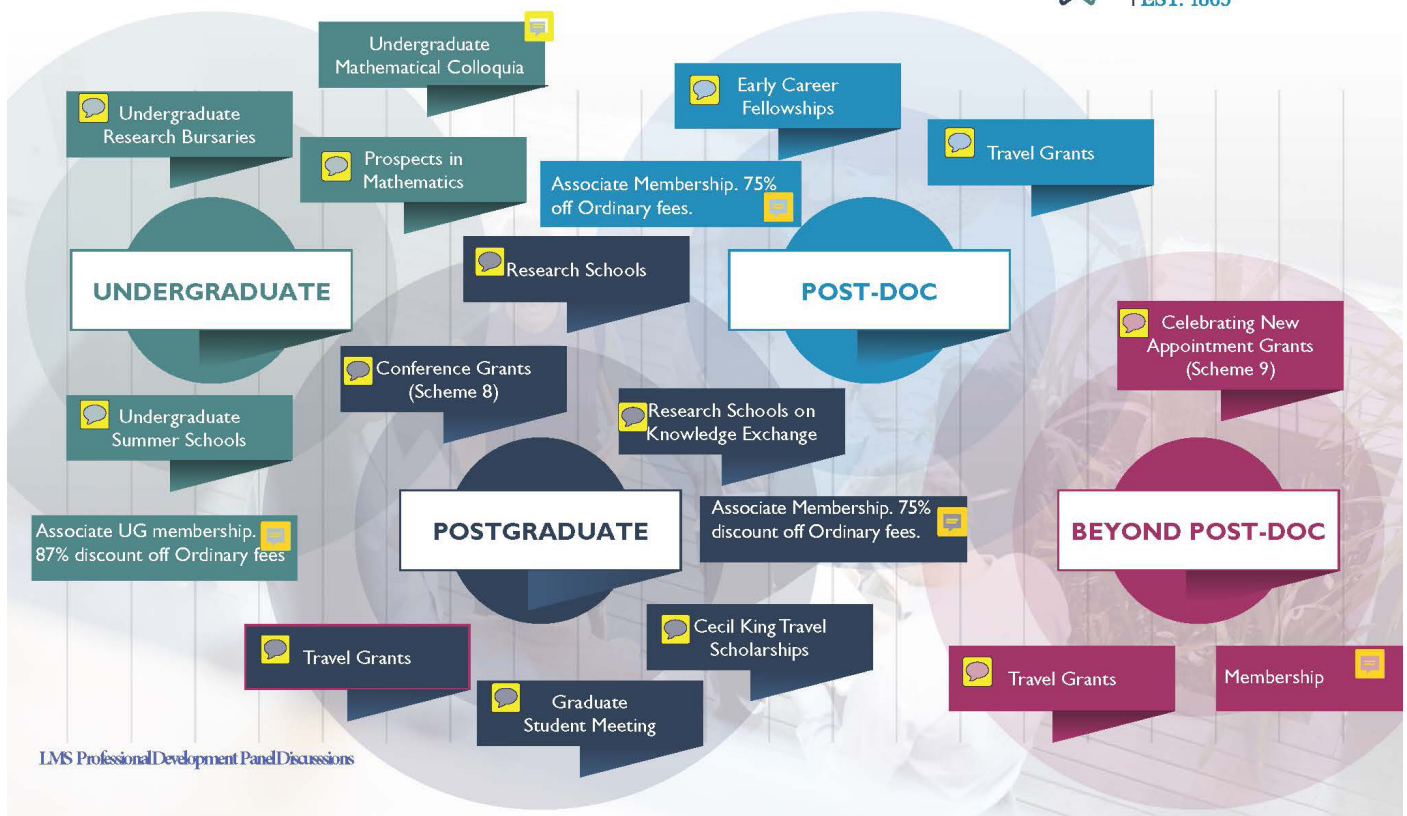 EST. 1865
Undergraduate
Mathematical Colloquia
Undergraduate
Research Bursaries
Prospects in
Mathematics
Early Career
Fellowships
Travel Grants
Associate Membership. 75%
off Ordinary fees.
Research Schools
UNDERGRADUATE
POST-DOC
Celebrating New
Appointment Grants
(Scheme 9)
Conference Grants
(Scheme 8)
Undergraduate
Summer Schools
Research Schools on
Knowledge Exchange
Associate UG membership.
87% discount off Ordinary fees
POSTGRADUATE
Associate Membership. 75%
discount off Ordinary fees.
BEYOND POST-DOC
Cecil King Travel
Scholarships
Travel Grants
Graduate
Student Meeting
Travel Grants
Membership
LMS Professional Development Panel Discusssions